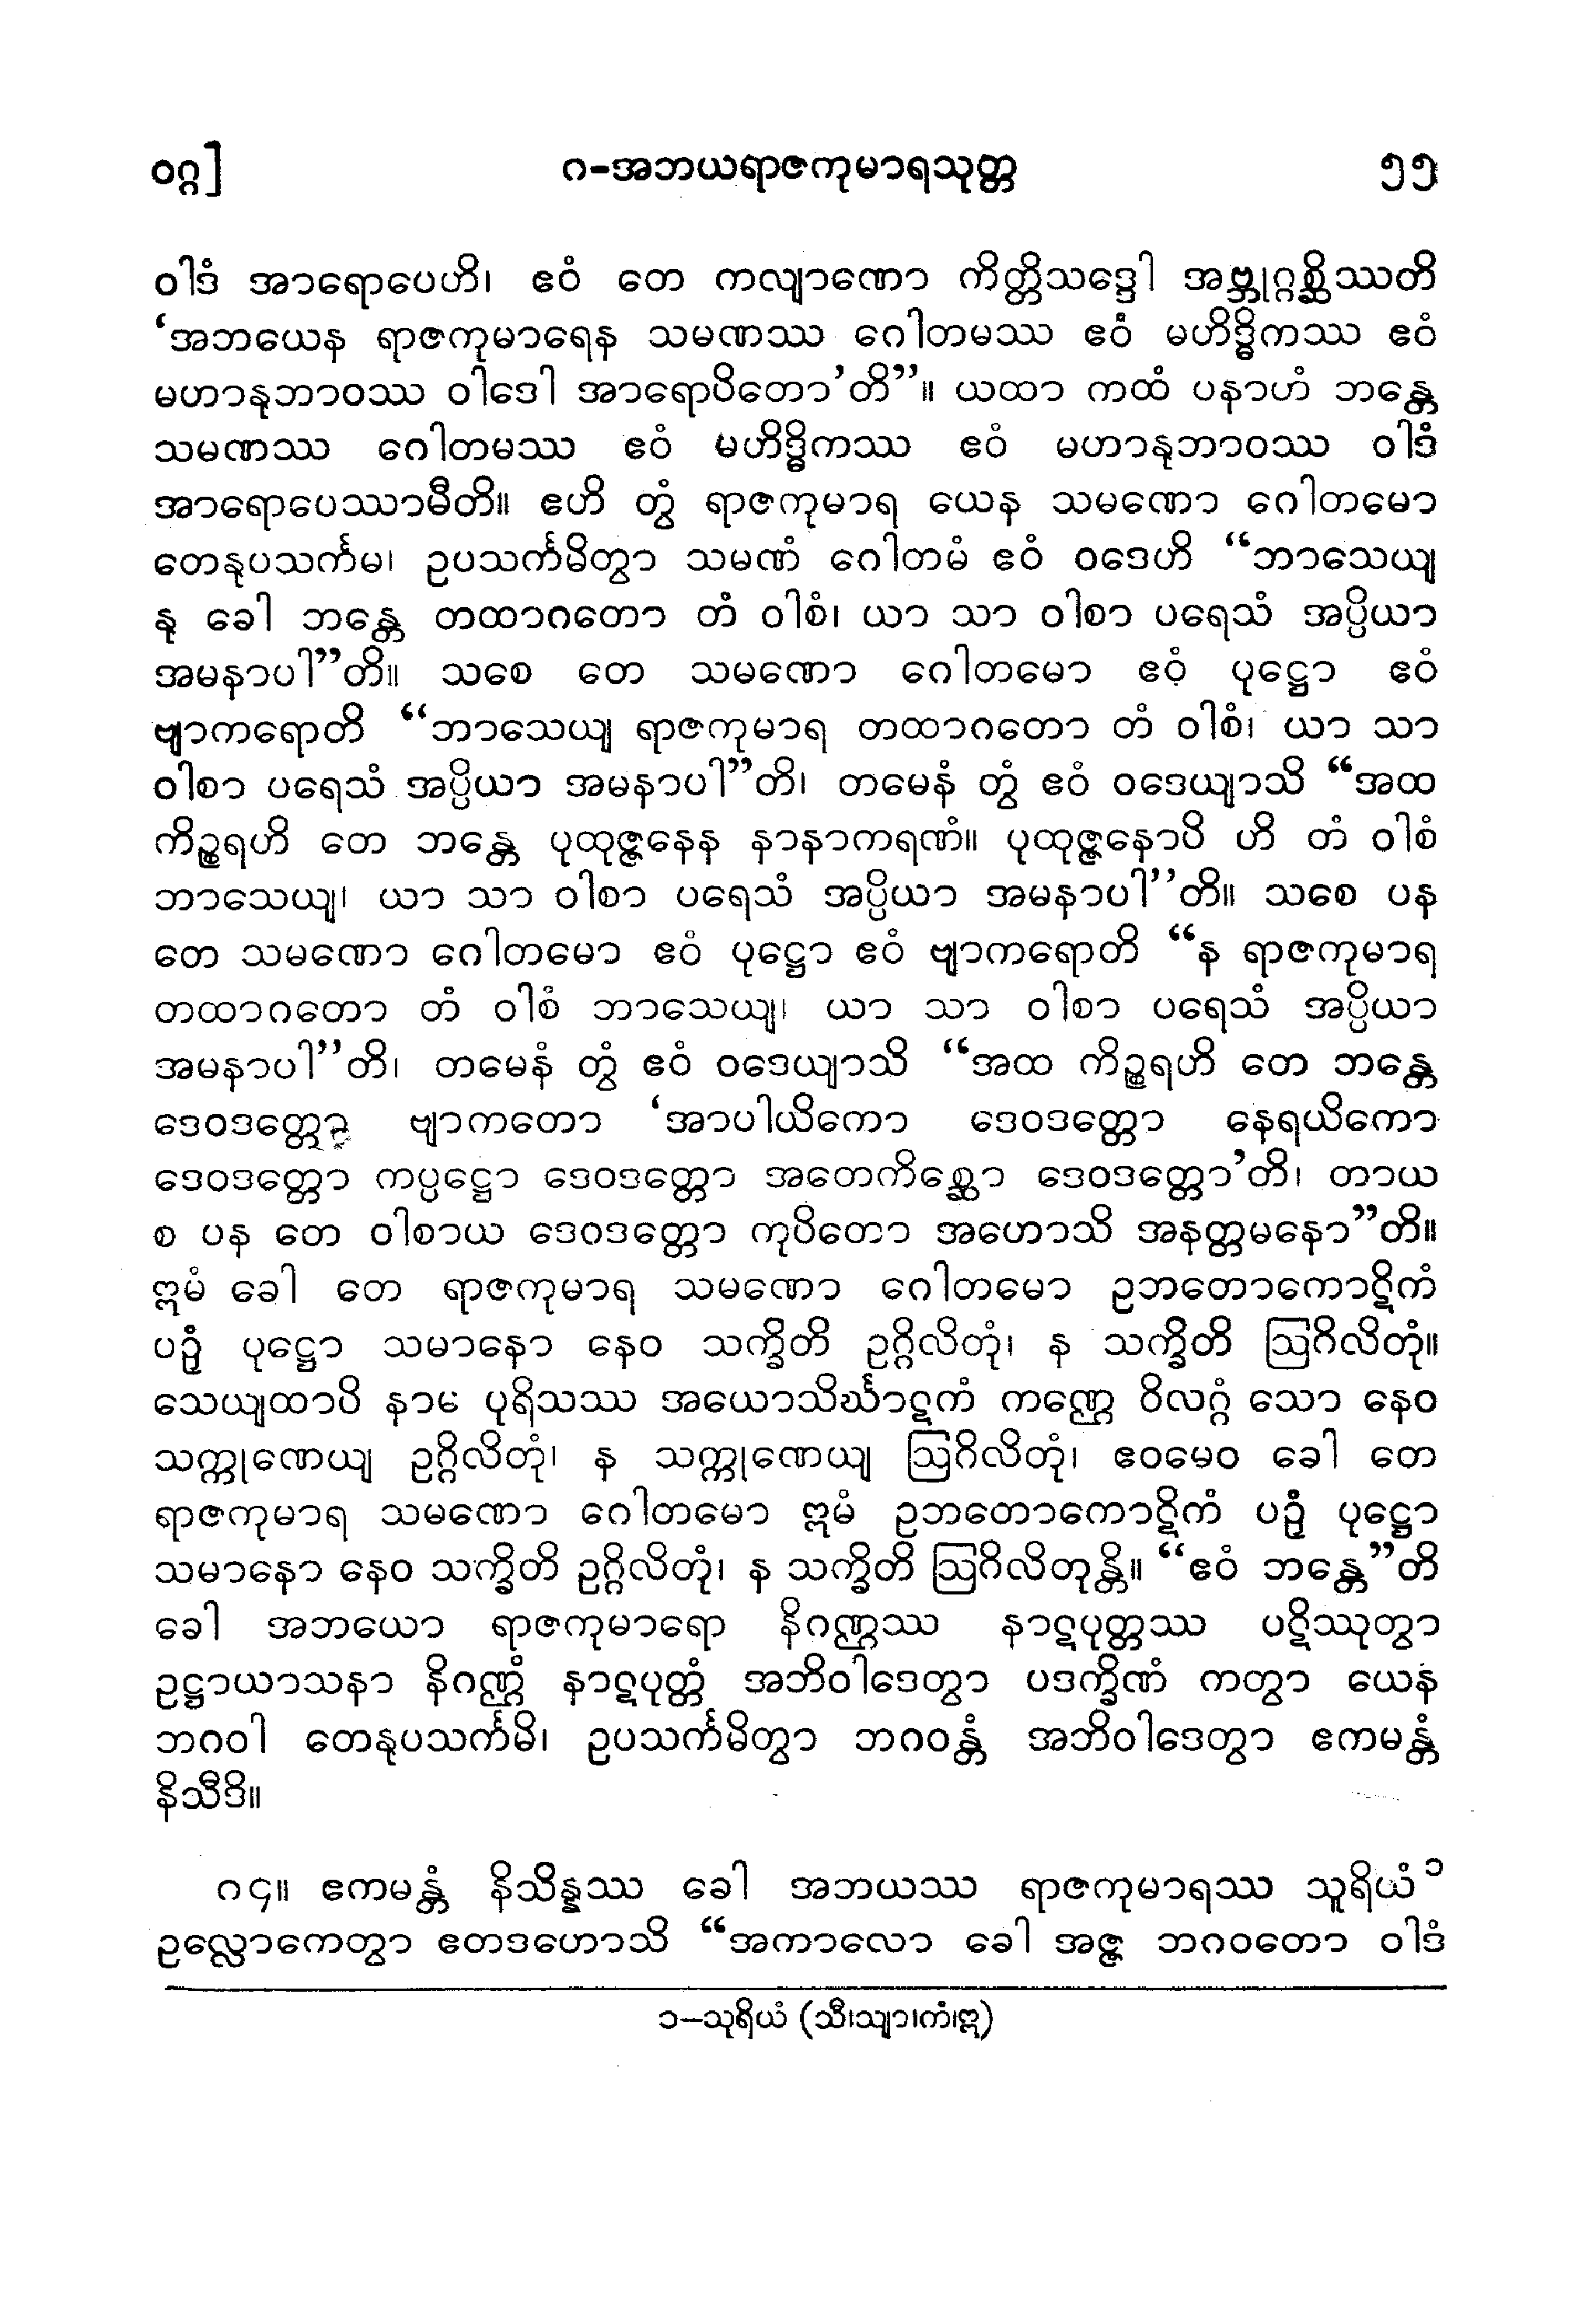 ၀ဂ္ဂ]
ဂ-အဘယရာဇကုမာရသုတ္တ
၅၅
ဝါဒံ အာရောပေဟိ၊ ဧဝံ တေ ကလျာဏော ကိတ္တိသဒ္ဒေါ အဗ္ဘုဂ္ဂစ္ဆိဿတိ
‘အဘယေန ရာဇကုမာရေန သမဏဿ ဂေါတမဿ ဧဝံ မဟိဒ္ဓိကဿ ဧဝံ
မဟာနုဘာဝဿ ဝါဒေါ အာရောပိတော’တိ”။ ယထာ ကထံ ပနာဟံ ဘန္တေ
သမဏဿ ဂေါတမဿ ဧဝံ မဟိဒ္ဓိကဿ ဧဝံ မဟာနုဘာဝဿ ဝါဒံ
အာရောပေဿာမီတိ။ ဧဟိ တွံ ရာဇကုမာရ ယေန သမဏော ဂေါတမော
တေနုပသင်္ကမ၊ ဥပသင်္ကမိတွာ သမဏံ ဂေါတမံ ဧဝံ ဝဒေဟိ “ဘာသေယျ
နု ခေါ ဘန္တေ တထာဂတော တံ ဝါစံ၊ ယာ သာ ဝါစာ ပရေသံ အပ္ပိယာ
အမနာပါ”တိ။ သစေ တေ သမဏော ဂေါတမော ဧဝံ ပုဋ္ဌော ဧဝံ
ဗျာကရောတိ “ဘာသေယျ ရာဇကုမာရ တထာဂတော တံ ဝါစံ၊ ယာ သာ
ဝါစာ ပရေသံ အပ္ပိယာ အမနာပါ”တိ၊ တမေနံ တွံ ဧဝံ ဝဒေယျာသိ “အထ
ကိဉ္စရဟိ တေ ဘန္တေ ပုထုဇ္ဇနေန နာနာကရဏံ။ ပုထုဇ္ဇနောပိ ဟိ တံ ဝါစံ
ဘာသေယျ၊ ယာ သာ ဝါစာ ပရေသံ အပ္ပိယာ အမနာပါ”တိ။ သစေ ပန
တေ သမဏော ဂေါတမော ဧဝံ ပုဋ္ဌော ဧဝံ ဗျာကရောတိ “န ရာဇကုမာရ
တထာဂတော တံ ဝါစံ ဘာသေယျ၊ ယာ သာ ဝါစာ ပရေသံ အပ္ပိယာ
အမနာပါ”တိ၊ တမေနံ တွံ ဧဝံ ဝဒေယျာသိ “အထ ကိဉ္စရဟိ တေ ဘန္တေ
ဒေဝဒတ္တော ဗျာကတော ‘အာပါယိကော ဒေဝဒတ္တော နေရယိကော
ဒေဝဒတ္တော ကပ္ပဋ္ဌော ဒေဝဒတ္တော အတေကိစ္ဆော ဒေဝဒတ္တော’တိ၊ တာယ
စ ပန တေ ဝါစာယ ဒေဝဒတ္တော ကုပိတော အဟောသိ အနတ္တမနော”တိ။
ဣမံ ခေါ တေ ရာဇကုမာရ သမဏော ဂေါတမော ဥဘတောကောဋိကံ
ပဉှံ ပုဋ္ဌော သမာနော နေဝ သက္ခိတိ ဥဂ္ဂိလိတုံ၊ န သက္ခိတိ ဩဂိလိတုံ။
သေယျထာပိ နာမ ပုရိသဿ အယောသိင်္ဃာဋကံ ကဏ္ဌေ ဝိလဂ္ဂံ သော နေဝ
သက္ကုဏေယျ ဥဂ္ဂိလိတုံ၊ န သက္ကုဏေယျ ဩဂိလိတုံ၊ ဧဝမေဝ ခေါ တေ
ရာဇကုမာရ သမဏော ဂေါတမော ဣမံ ဥဘတောကောဋိကံ ပဉှံ ပုဋ္ဌော
သမာနော နေဝ သက္ခိတိ ဥဂ္ဂိလိတုံ၊ န သက္ခိတိ ဩဂိလိတုန္တိ။ “ဧဝံ ဘန္တေ”တိ
ခေါ အဘယော ရာဇကုမာရော နိဂဏ္ဌဿ နာဋပုတ္တဿ ပဋိဿုတွာ
ဥဋ္ဌာယာသနာ နိဂဏ္ဌံ နာဋပုတ္တံ အဘိဝါဒေတွာ ပဒက္ခိဏံ ကတွာ ယေန
ဘဂဝါ တေနုပသင်္ကမိ၊ ဥပသင်္ကမိတွာ ဘဂဝန္တံ အဘိဝါဒေတွာ ဧကမန္တံ
နိသီဒိ။
၈၄။ ဧကမန္တံ နိသိန္နဿ ခေါ အဘယဿ ရာဇကုမာရဿ သူရိယံ ၁
ဥလ္လောကေတွာ ဧတဒဟောသိ “အကာလော ခေါ အဇ္ဇ ဘဂဝတော ဝါဒံ
၁–သုရိယံ (သီ၊သျာ၊ကံ၊ဣ)